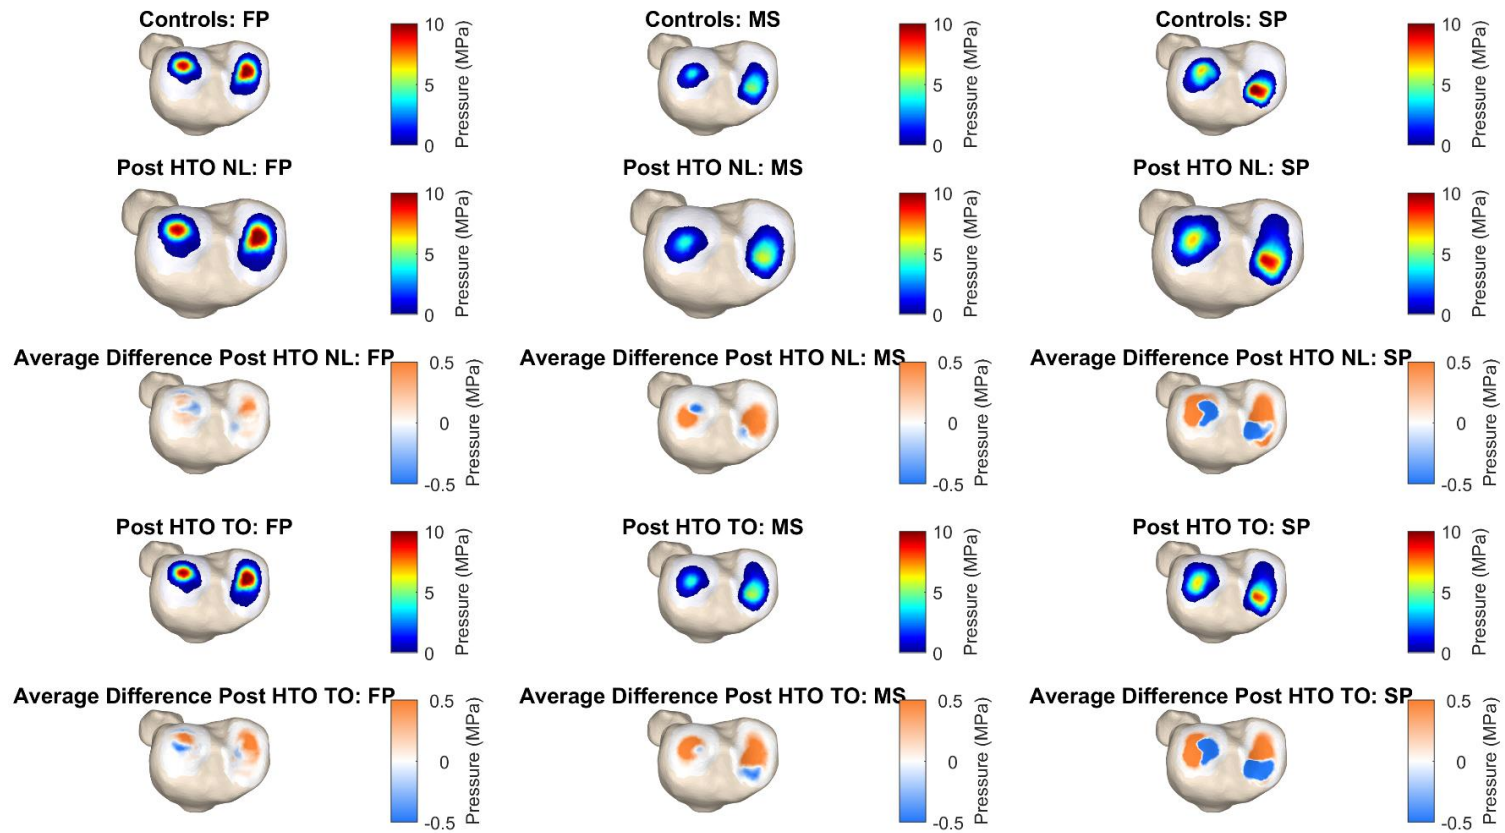 Controls: FP
10
5
0
Pressure (MPa)
Controls: MS
10
5
0
Pressure (MPa)
Controls: SP
10
5
0
Pressure (MPa)
Post HTO NL: FP
10
5
0
Pressure (MPa)
Post HTO NL: MS
10
5
0
Pressure (MPa)
Post HTO NL: SP
10
5
0
Pressure (MPa)
Average Difference Post HTO NL: FP
0.5
0
-0.5
Pressure (MPa)
Average Difference Post HTO NL: MS
0.5
0
-0.5
Pressure (MPa)
Average Difference Post HTO NL: SP
0.5
0
-0.5
Pressure (MPa)
Post HTO TO: FP
10
5
0
Pressure (MPa)
Post HTO TO: MS
10
5
0
Pressure (MPa)
Post HTO TO: SP
10
5
0
Pressure (MPa)
Average Difference Post HTO TO: FP
0.5
0
-0.5
Pressure (MPa)
Average Difference Post HTO TO: MS
0.5
0
-0.5
Pressure (MPa)
Average Difference Post HTO TO: SP
0.5
0
-0.5
Pressure (MPa)